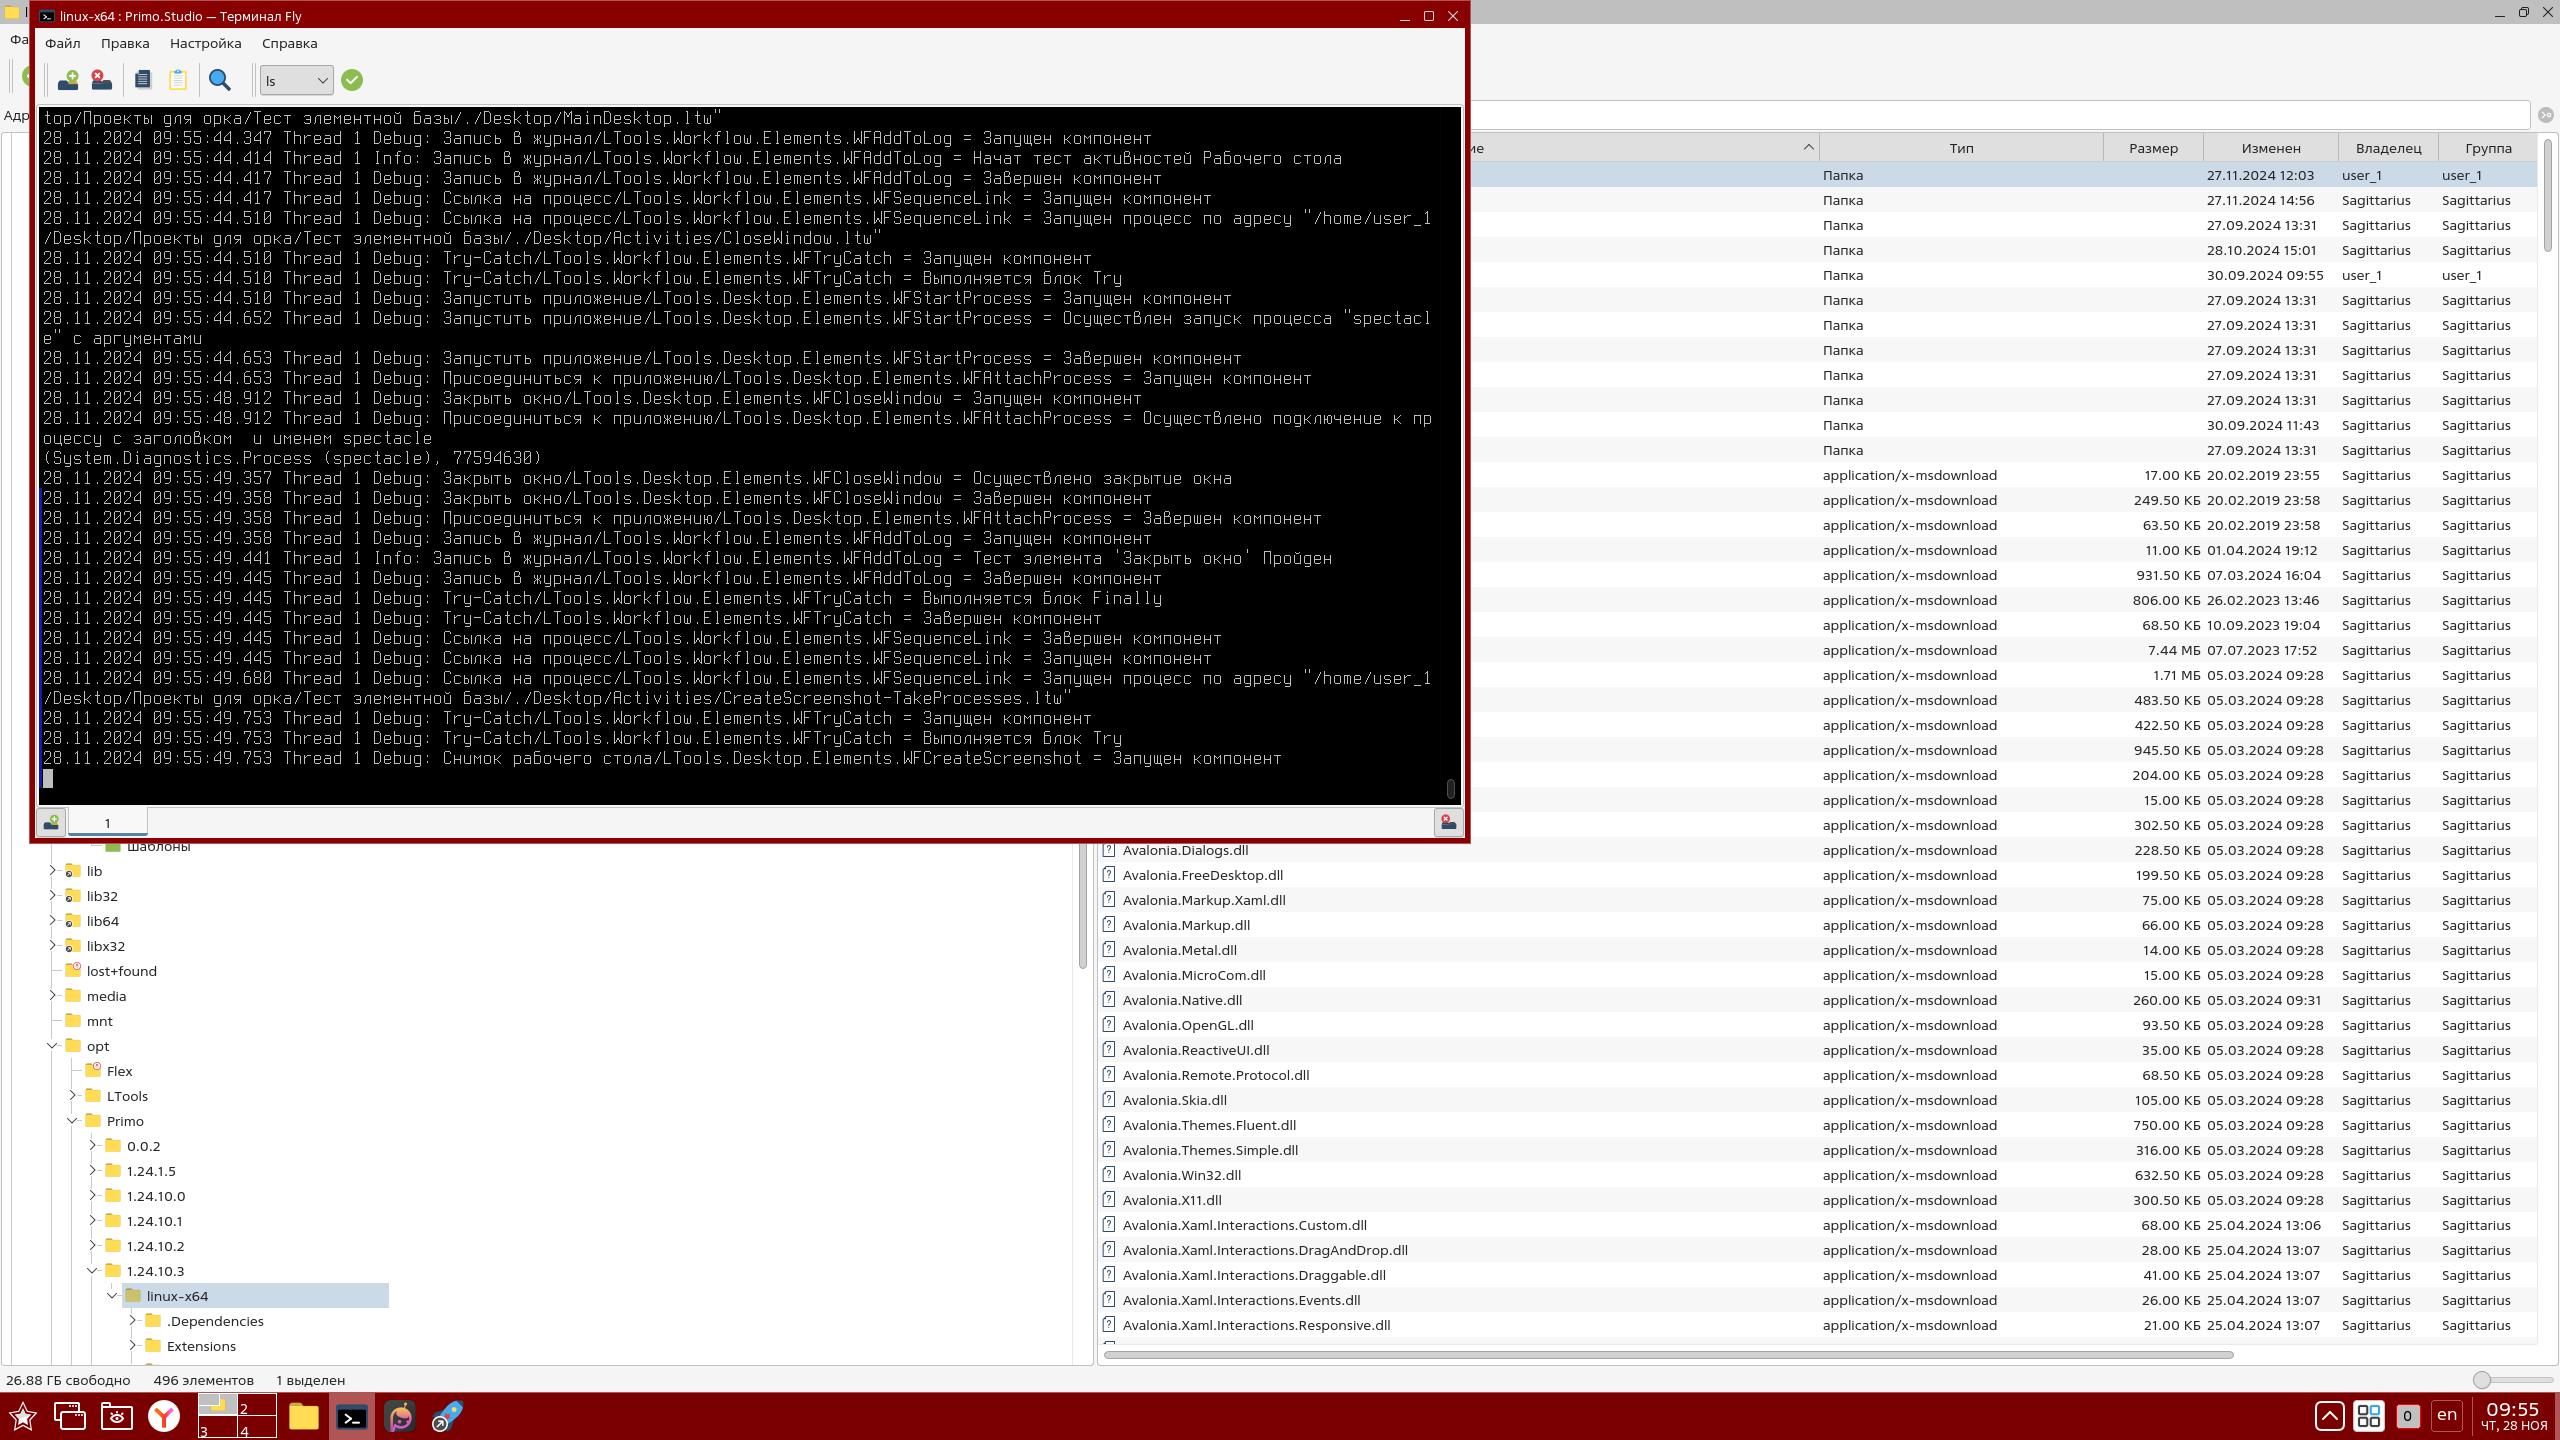 linux-x64 : Primo.Studio — Терминал Fly
Файл Правка Настройка Справка
ls
top/Проекты для орка/Тест элементной базы/./Desktop/MainDesktop.ltw"
28.11.2024 09:55:44.347 Thread 1 Debug: Запись в журнал/LTools.Workflow.Elements.WFAddToLog = Запущен компонент
28.11.2024 09:55:44.414 Thread 1 Info: Запись в журнал/LTools.Workflow.Elements.WFAddToLog = Начат тест активностей Рабочего стола
28.11.2024 09:55:44.417 Thread 1 Debug: Запись в журнал/LTools.Workflow.Elements.WFAddToLog = Завершен компонент
28.11.2024 09:55:44.417 Thread 1 Debug: Ссылка на процесс/LTools.Workflow.Elements.WFSequenceLink = Запущен компонент
28.11.2024 09:55:44.510 Thread 1 Debug: Ссылка на процесс/LTools.Workflow.Elements.WFSequenceLink = Запущен процесс по адресу "/home/user_1
/Desktop/Проекты для орка/Тест элементной базы/./Desktop/Activities/CloseWindow.ltw"
28.11.2024 09:55:44.510 Thread 1 Debug: Try-Catch/LTools.Workflow.Elements.WFTryCatch = Запущен компонент
28.11.2024 09:55:44.510 Thread 1 Debug: Try-Catch/LTools.Workflow.Elements.WFTryCatch = Выполняется блок Try
28.11.2024 09:55:44.510 Thread 1 Debug: Запустить приложение/LTools.Desktop.Elements.WFStartProcess = Запущен компонент
28.11.2024 09:55:44.652 Thread 1 Debug: Запустить приложение/LTools.Desktop.Elements.WFStartProcess = Осуществлен запуск процесса "spectacl
e" с аргументами
28.11.2024 09:55:44.653 Thread 1 Debug: Запустить приложение/LTools.Desktop.Elements.WFStartProcess = Завершен компонент
28.11.2024 09:55:44.653 Thread 1 Debug: Присоединиться к приложению/LTools.Desktop.Elements.WFAttachProcess = Запущен компонент
28.11.2024 09:55:48.912 Thread 1 Debug: Закрыть окно/LTools.Desktop.Elements.WFCloseWindow = Запущен компонент
28.11.2024 09:55:48.912 Thread 1 Debug: Присоединиться к приложению/LTools.Desktop.Elements.WFAttachProcess = Осуществлено подключение к пр
оцессу с заголовком  и именем spectacle
(System.Diagnostics.Process (spectacle), 77594630)
28.11.2024 09:55:49.357 Thread 1 Debug: Закрыть окно/LTools.Desktop.Elements.WFCloseWindow = Осуществлено закрытие окна
28.11.2024 09:55:49.358 Thread 1 Debug: Закрыть окно/LTools.Desktop.Elements.WFCloseWindow = Завершен компонент
28.11.2024 09:55:49.358 Thread 1 Debug: Присоединиться к приложению/LTools.Desktop.Elements.WFAttachProcess = Завершен компонент
28.11.2024 09:55:49.358 Thread 1 Debug: Запись в журнал/LTools.Workflow.Elements.WFAddToLog = Запущен компонент
28.11.2024 09:55:49.441 Thread 1 Info: Запись в журнал/LTools.Workflow.Elements.WFAddToLog = Тест элемента 'Закрыть окно' Пройден
28.11.2024 09:55:49.445 Thread 1 Debug: Запись в журнал/LTools.Workflow.Elements.WFAddToLog = Завершен компонент
28.11.2024 09:55:49.445 Thread 1 Debug: Try-Catch/LTools.Workflow.Elements.WFTryCatch = Выполняется блок Finally
28.11.2024 09:55:49.445 Thread 1 Debug: Try-Catch/LTools.Workflow.Elements.WFTryCatch = Завершен компонент
28.11.2024 09:55:49.445 Thread 1 Debug: Ссылка на процесс/LTools.Workflow.Elements.WFSequenceLink = Завершен компонент
28.11.2024 09:55:49.445 Thread 1 Debug: Ссылка на процесс/LTools.Workflow.Elements.WFSequenceLink = Запущен компонент
28.11.2024 09:55:49.680 Thread 1 Debug: Ссылка на процесс/LTools.Workflow.Elements.WFSequenceLink = Запущен процесс по адресу "/home/user_1
/Desktop/Проекты для орка/Тест элементной базы/./Desktop/Activities/CreateScreenshot-TakeProcesses.ltw"
28.11.2024 09:55:49.753 Thread 1 Debug: Try-Catch/LTools.Workflow.Elements.WFTryCatch = Запущен компонент
28.11.2024 09:55:49.753 Thread 1 Debug: Try-Catch/LTools.Workflow.Elements.WFTryCatch = Выполняется блок Try
28.11.2024 09:55:49.753 Thread 1 Debug: Снимок рабочего стола/LTools.Desktop.Elements.WFCreateScreenshot = Запущен компонент
1
Фа
Адр
ие Тип Размер Изменен Владелец Группа
Папка 27.11.2024 12:03 user_1 user_1
Папка 27.11.2024 14:56 Sagittarius Sagittarius
Папка 27.09.2024 13:31 Sagittarius Sagittarius
Папка 28.10.2024 15:01 Sagittarius Sagittarius
Папка 30.09.2024 09:55 user_1 user_1
Папка 27.09.2024 13:31 Sagittarius Sagittarius
Папка 27.09.2024 13:31 Sagittarius Sagittarius
Папка 27.09.2024 13:31 Sagittarius Sagittarius
Папка 27.09.2024 13:31 Sagittarius Sagittarius
Папка 27.09.2024 13:31 Sagittarius Sagittarius
Папка 30.09.2024 11:43 Sagittarius Sagittarius
Папка 27.09.2024 13:31 Sagittarius Sagittarius
application/x-msdownload 17.00 КБ 20.02.2019 23:55 Sagittarius Sagittarius
application/x-msdownload 249.50 КБ 20.02.2019 23:58 Sagittarius Sagittarius
application/x-msdownload 63.50 КБ 20.02.2019 23:58 Sagittarius Sagittarius
application/x-msdownload 11.00 КБ 01.04.2024 19:12 Sagittarius Sagittarius
application/x-msdownload 931.50 КБ 07.03.2024 16:04 Sagittarius Sagittarius
application/x-msdownload 806.00 КБ 26.02.2023 13:46 Sagittarius Sagittarius
application/x-msdownload 68.50 КБ 10.09.2023 19:04 Sagittarius Sagittarius
application/x-msdownload 7.44 МБ 07.07.2023 17:52 Sagittarius Sagittarius
application/x-msdownload 1.71 МБ 05.03.2024 09:28 Sagittarius Sagittarius
application/x-msdownload 483.50 КБ 05.03.2024 09:28 Sagittarius Sagittarius
application/x-msdownload 422.50 КБ 05.03.2024 09:28 Sagittarius Sagittarius
application/x-msdownload 945.50 КБ 05.03.2024 09:28 Sagittarius Sagittarius
application/x-msdownload 204.00 КБ 05.03.2024 09:28 Sagittarius Sagittarius
application/x-msdownload 15.00 КБ 05.03.2024 09:28 Sagittarius Sagittarius
application/x-msdownload 302.50 КБ 05.03.2024 09:28 Sagittarius Sagittarius
Avalonia.Dialogs.dll application/x-msdownload 228.50 КБ 05.03.2024 09:28 Sagittarius Sagittarius
Avalonia.FreeDesktop.dll application/x-msdownload 199.50 КБ 05.03.2024 09:28 Sagittarius Sagittarius
Avalonia.Markup.Xaml.dll application/x-msdownload 75.00 КБ 05.03.2024 09:28 Sagittarius Sagittarius
Avalonia.Markup.dll application/x-msdownload 66.00 КБ 05.03.2024 09:28 Sagittarius Sagittarius
Avalonia.Metal.dll application/x-msdownload 14.00 КБ 05.03.2024 09:28 Sagittarius Sagittarius
Avalonia.MicroCom.dll application/x-msdownload 15.00 КБ 05.03.2024 09:28 Sagittarius Sagittarius
Avalonia.Native.dll application/x-msdownload 260.00 КБ 05.03.2024 09:31 Sagittarius Sagittarius
Avalonia.OpenGL.dll application/x-msdownload 93.50 КБ 05.03.2024 09:28 Sagittarius Sagittarius
Avalonia.ReactiveUI.dll application/x-msdownload 35.00 КБ 05.03.2024 09:28 Sagittarius Sagittarius
Avalonia.Remote.Protocol.dll application/x-msdownload 68.50 КБ 05.03.2024 09:28 Sagittarius Sagittarius
Avalonia.Skia.dll application/x-msdownload 105.00 КБ 05.03.2024 09:28 Sagittarius Sagittarius
Avalonia.Themes.Fluent.dll application/x-msdownload 750.00 КБ 05.03.2024 09:28 Sagittarius Sagittarius
Avalonia.Themes.Simple.dll application/x-msdownload 316.00 КБ 05.03.2024 09:28 Sagittarius Sagittarius
Avalonia.Win32.dll application/x-msdownload 632.50 КБ 05.03.2024 09:28 Sagittarius Sagittarius
Avalonia.X11.dll application/x-msdownload 300.50 КБ 05.03.2024 09:28 Sagittarius Sagittarius
Avalonia.Xaml.Interactions.Custom.dll application/x-msdownload 68.00 КБ 25.04.2024 13:06 Sagittarius Sagittarius
Avalonia.Xaml.Interactions.DragAndDrop.dll application/x-msdownload 28.00 КБ 25.04.2024 13:07 Sagittarius Sagittarius
Avalonia.Xaml.Interactions.Draggable.dll application/x-msdownload 41.00 КБ 25.04.2024 13:07 Sagittarius Sagittarius
Avalonia.Xaml.Interactions.Events.dll application/x-msdownload 26.00 КБ 25.04.2024 13:07 Sagittarius Sagittarius
Avalonia.Xaml.Interactions.Responsive.dll application/x-msdownload 21.00 КБ 25.04.2024 13:07 Sagittarius Sagittarius
Шаблоны
lib
lib32
lib64
libx32
lost+found
media
mnt
opt
Flex
LTools
Primo
0.0.2
1.24.1.5
1.24.10.0
1.24.10.1
1.24.10.2
1.24.10.3
linux-x64
.Dependencies
Extensions
26.88 ГБ свободно 496 элементов 1 выделен
2
3 4
0 en 09:55
ЧТ, 28 НОЯ